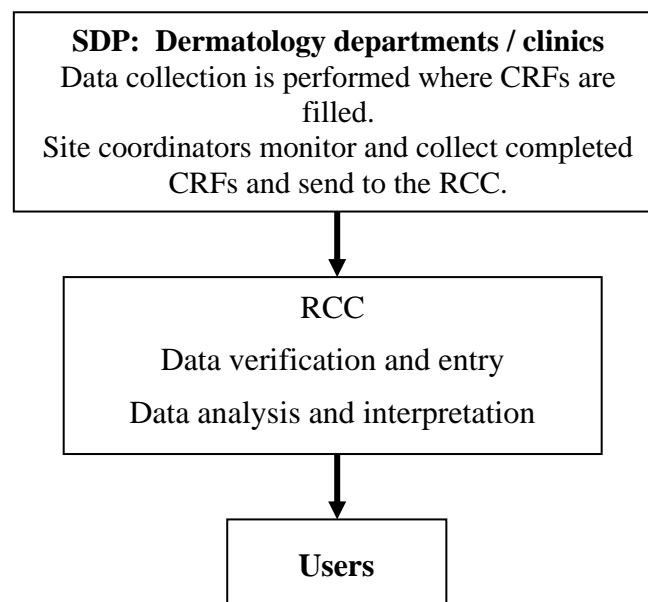 SDP: Dermatology departments / clinics
Data collection is performed where CRFs are
filled.
Site coordinators monitor and collect completed
CRFs and send to the RCC.
RCC
Data verification and entry
Data analysis and interpretation
Users